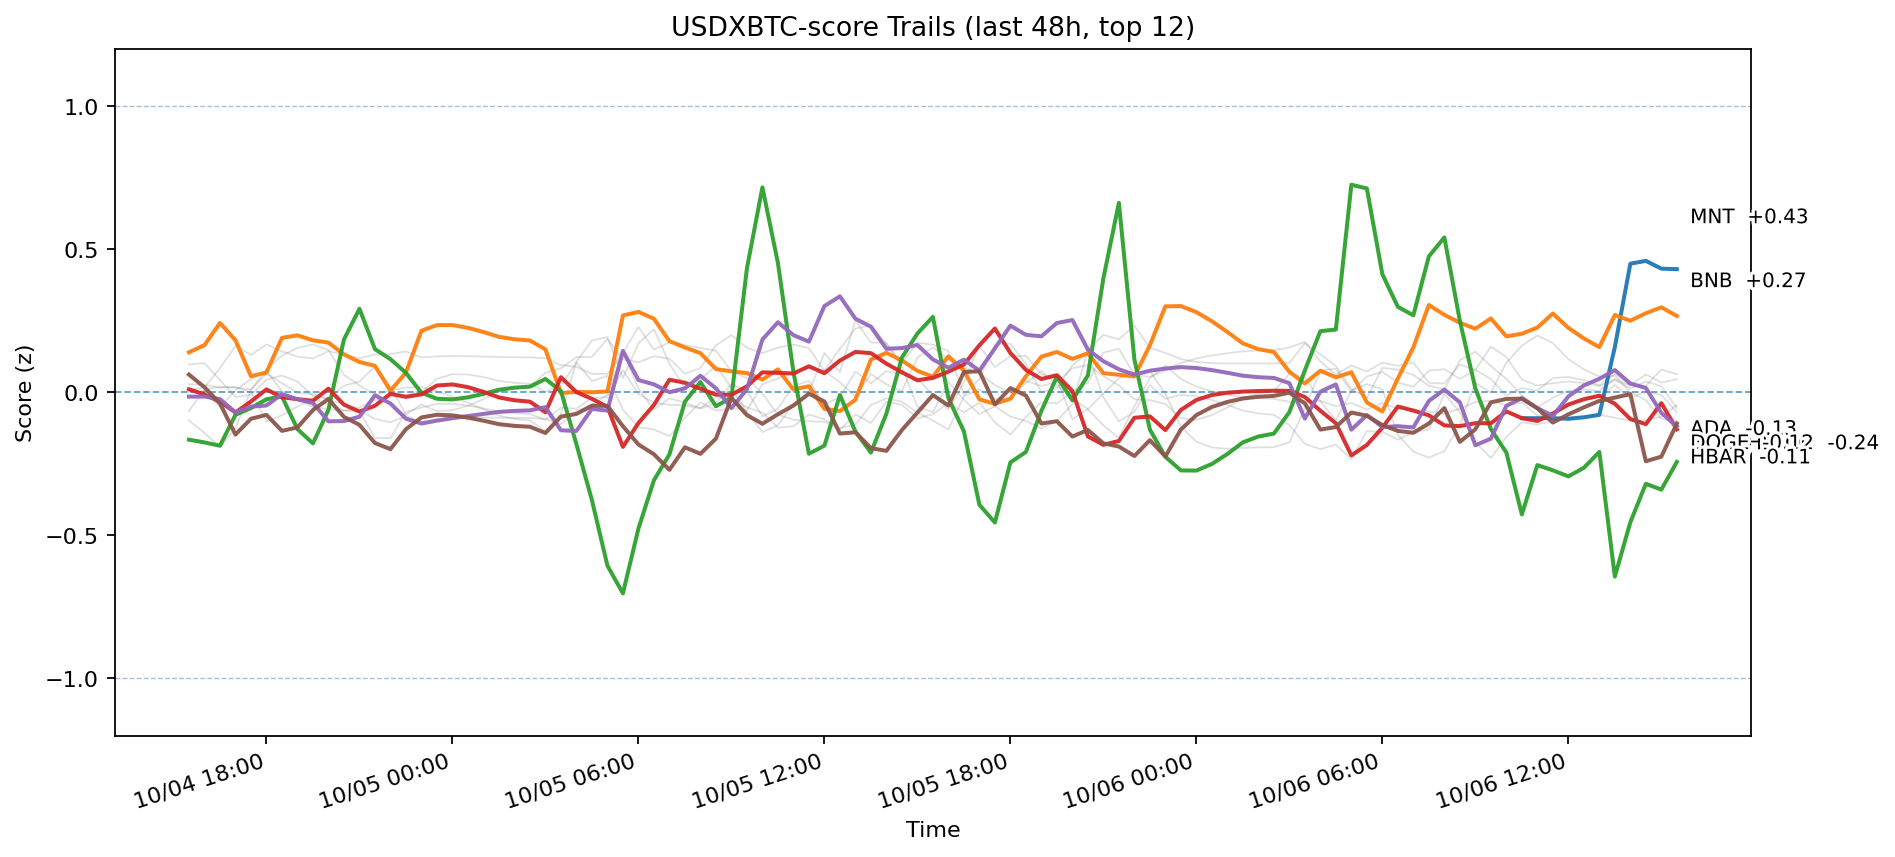 USDXBTC-score Trails (last 48h, top 12)
Score (z)
1.0
0.5
0.0
−0.5
−1.0
MNT +0.43
BNB +0.27
ADA -0.13
DOGE -0.12
-0.24
HBAR -0.11
10/04 18:00
10/05 00:00
10/05 06:00
10/05 12:00
10/05 18:00
10/06 00:00
10/06 06:00
10/06 12:00
Time